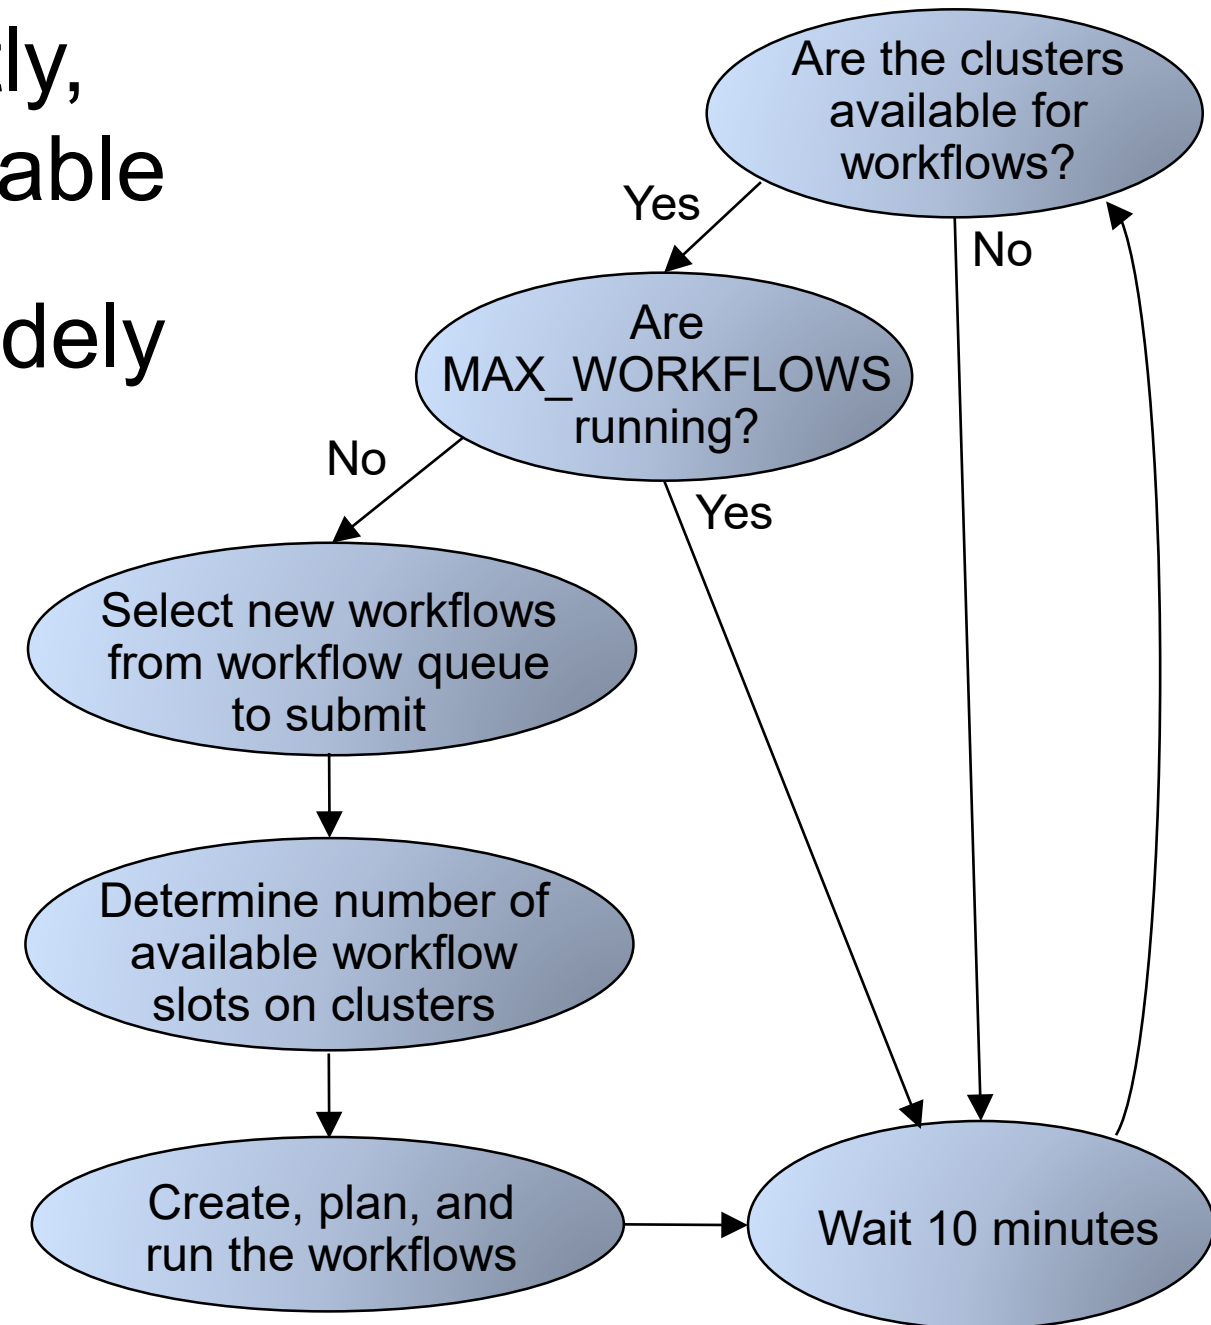 tly,
able
dely
Are the clusters
available for
workflows?
Yes
No
Are
MAX_WORKFLOWS
running?
No
Yes
Select new workflows
from workflow queue
to submit
Determine number of
available workflow
slots on clusters
Create, plan, and
run the workflows
Wait 10 minutes